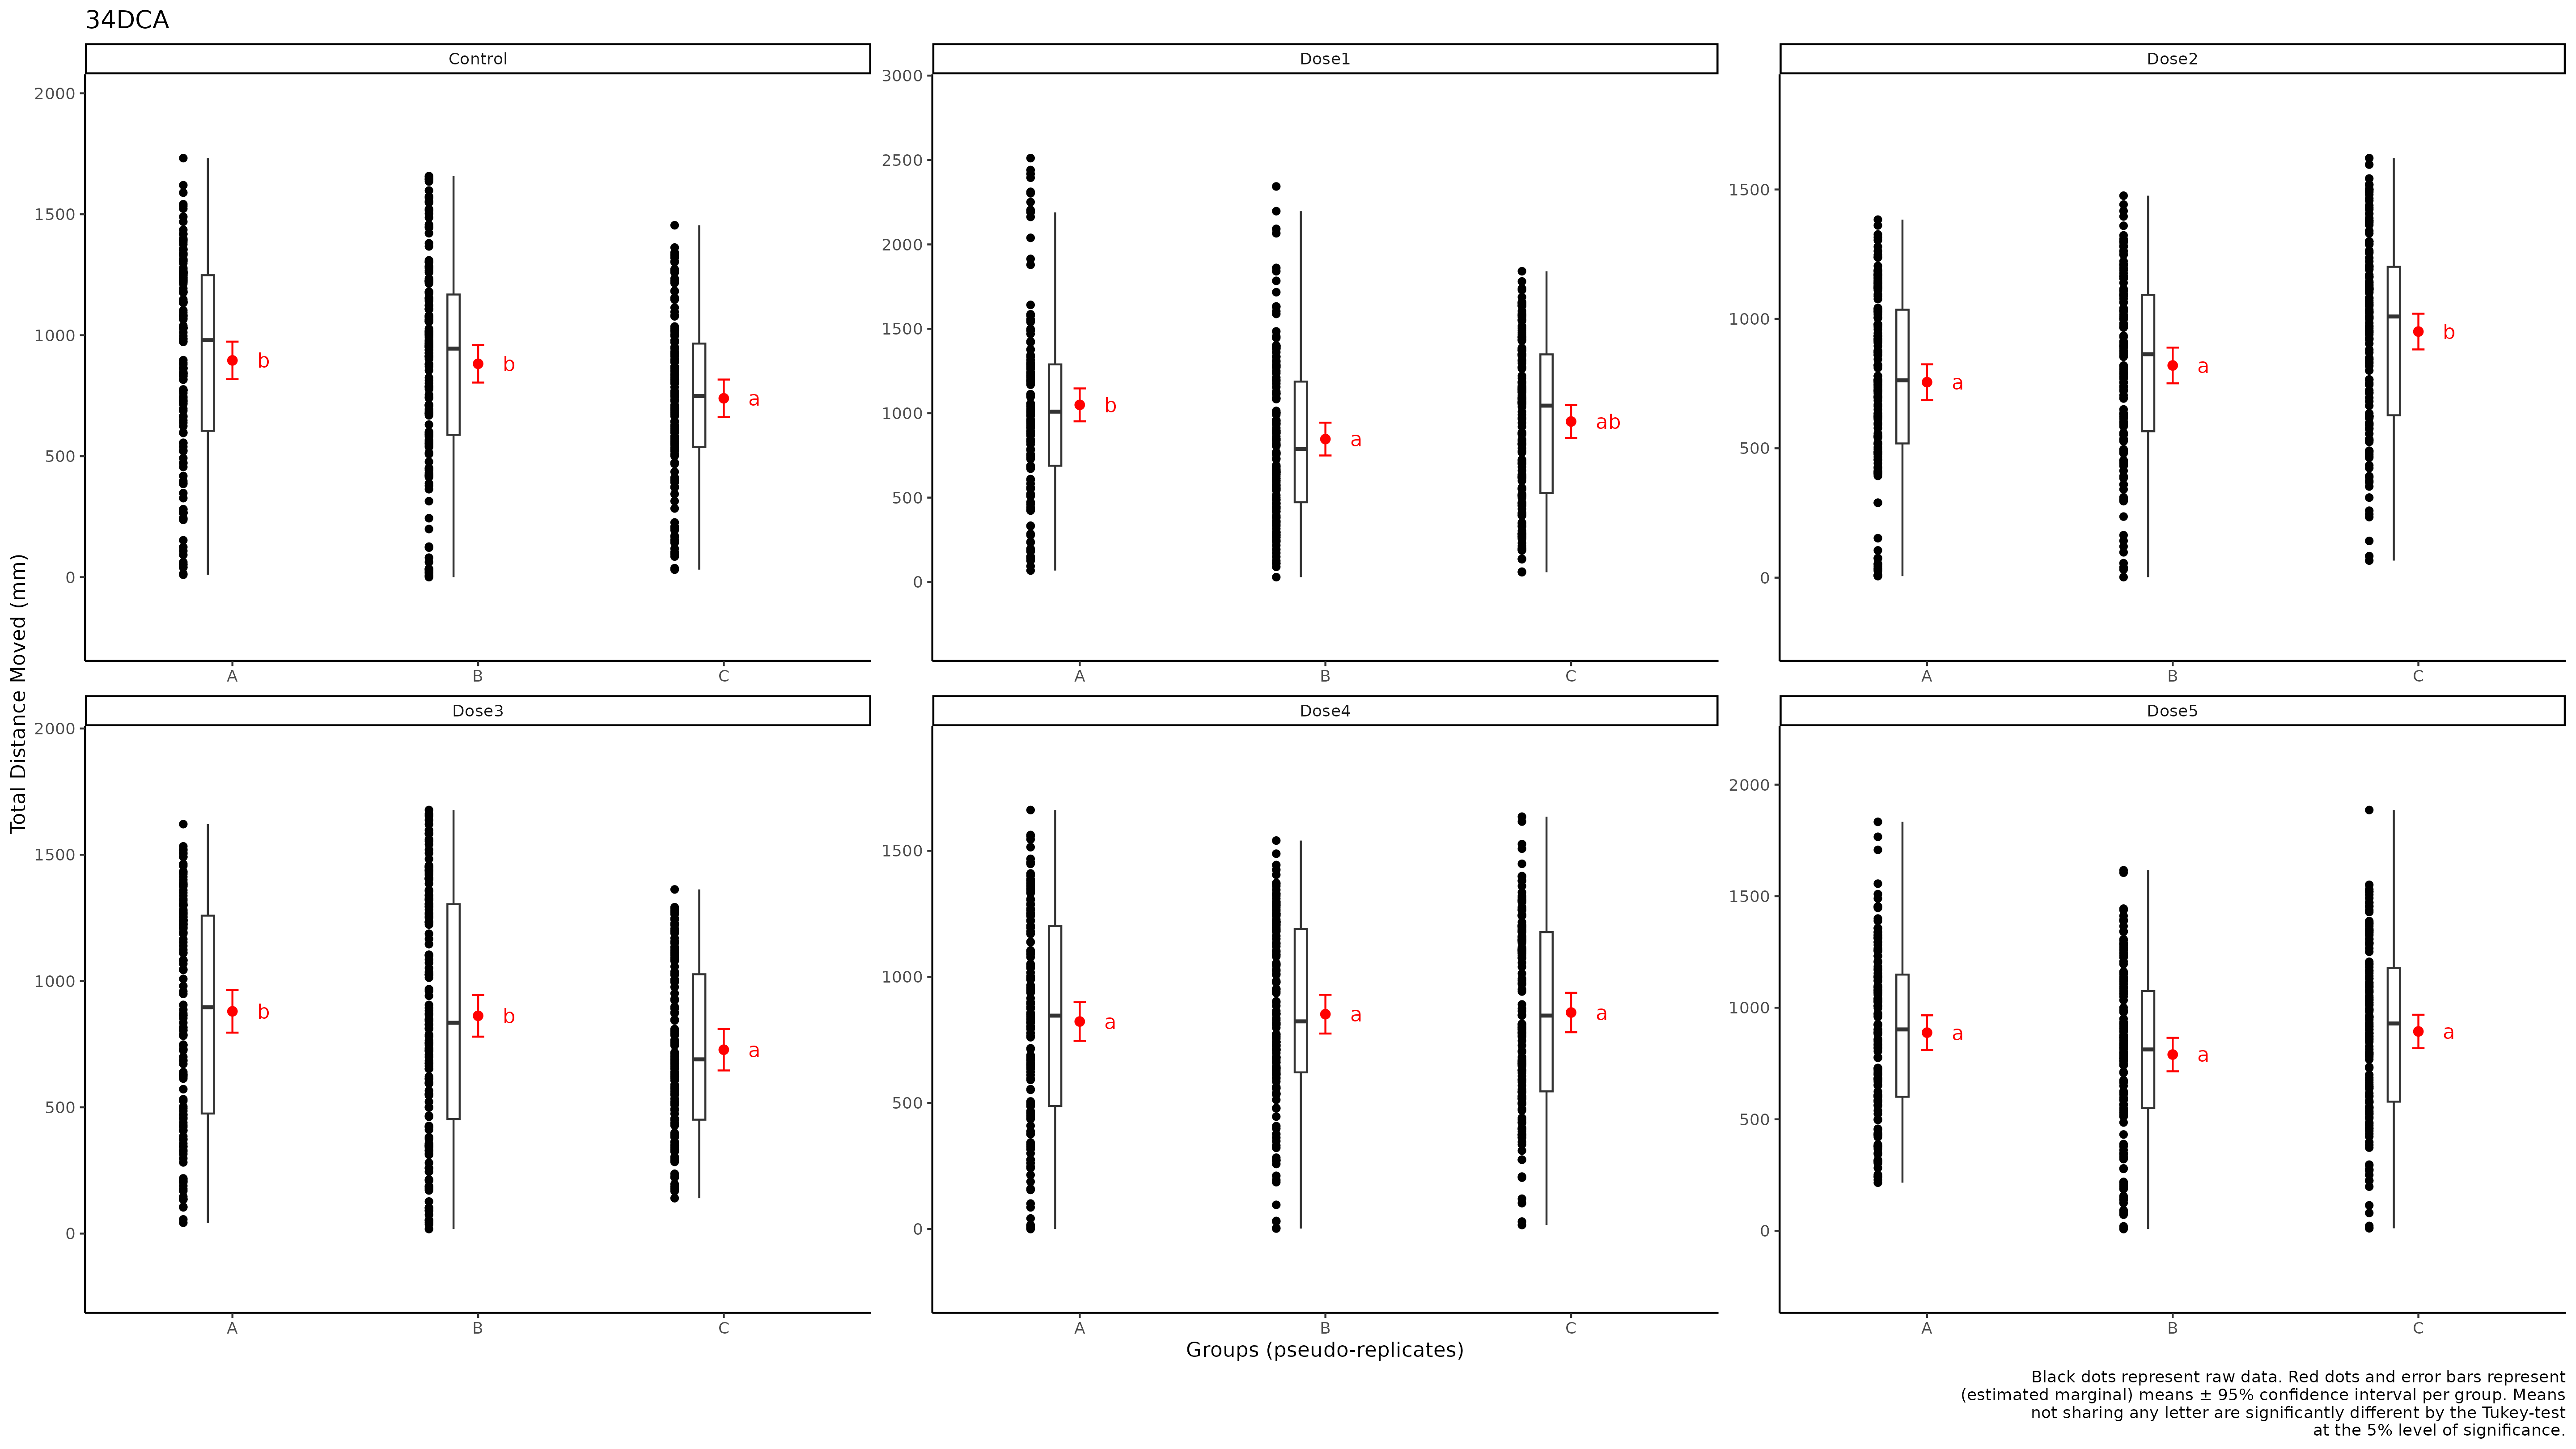 34DCA
Control
Dose1
Dose2
Total Distance Moved (mm)
2000
1500
1000
500
0
b
b
a
A
B
C
3000
2500
2000
1500
1000
500
0
b
a
ab
A
B
C
1500
1000
500
0
a
a
b
A
B
C
Dose3
Dose4
Dose5
2000
1500
1000
500
0
b
b
a
A
B
C
1500
1000
500
0
a
a
a
A
B
C
2000
1500
1000
500
0
a
a
a
A
B
C
Groups (pseudo-replicates)
Black dots represent raw data. Red dots and error bars represent
(estimated marginal) means ± 95% confidence interval per group. Means
not sharing any letter are significantly different by the Tukey-test
at the 5% level of significance.